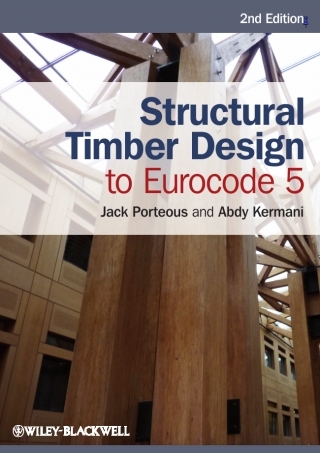 2nd Edition
Structural
Timber Design
to Eurocode 5
Jack Porteous and Abdy Kermani
WILEY-BLACKWELL